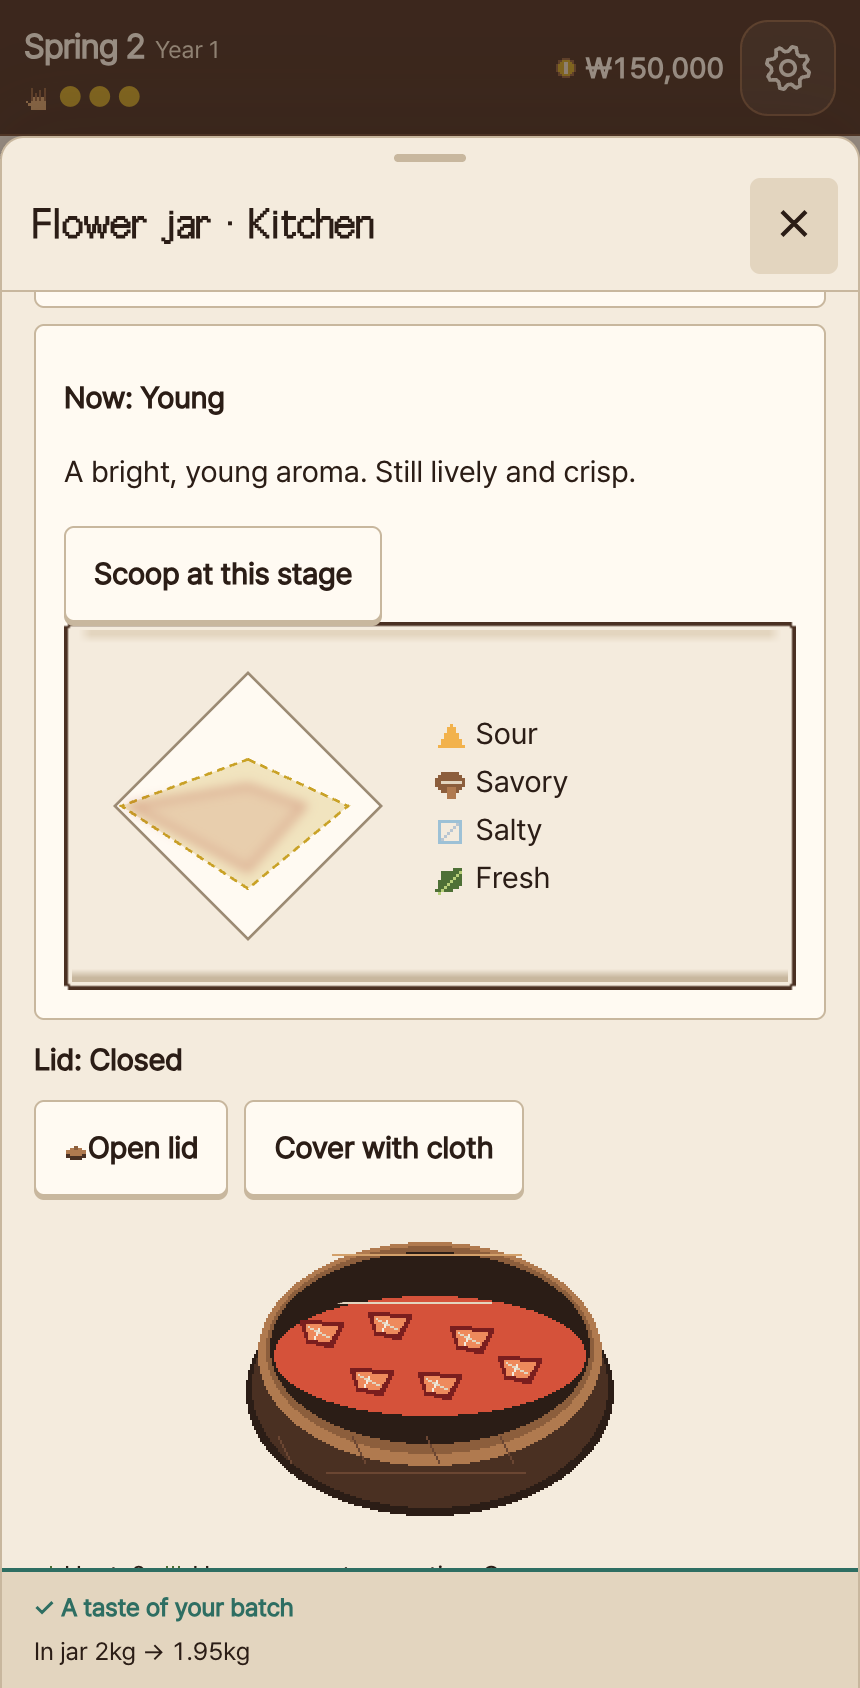 Spring 2 Year 1
₩150,000
Flower jar · Kitchen
Now: Young
A bright, young aroma. Still lively and crisp.
Scoop at this stage
Sour
Savory
Salty
Fresh
Lid: Closed
Open lid
Cover with cloth
✓ A taste of your batch
In jar 2kg → 1.95kg